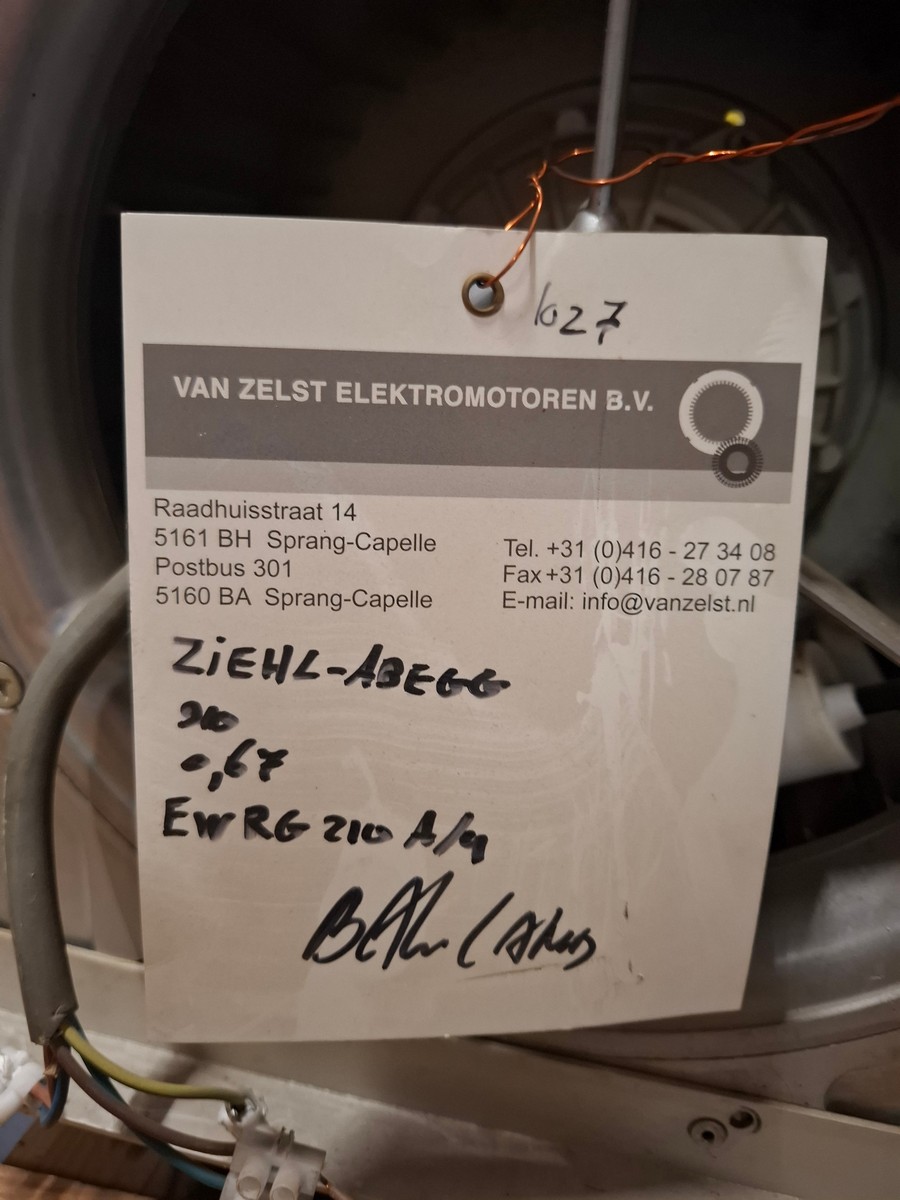 1027
VAN ZELST ELEKTROMOTOREN B.V.
Raadhuisstraat 14
5161 BH Sprang-Capelle
Postbus 301
5160 BA Sprang-Capelle
Tel. +31 (0)416 - 27 34 08
Fax +31 (0)416 - 28 07 87
E-mail: info@vanzelst.nl
ZiEHL-ABEGG
0,67
EWRG 210 A/4